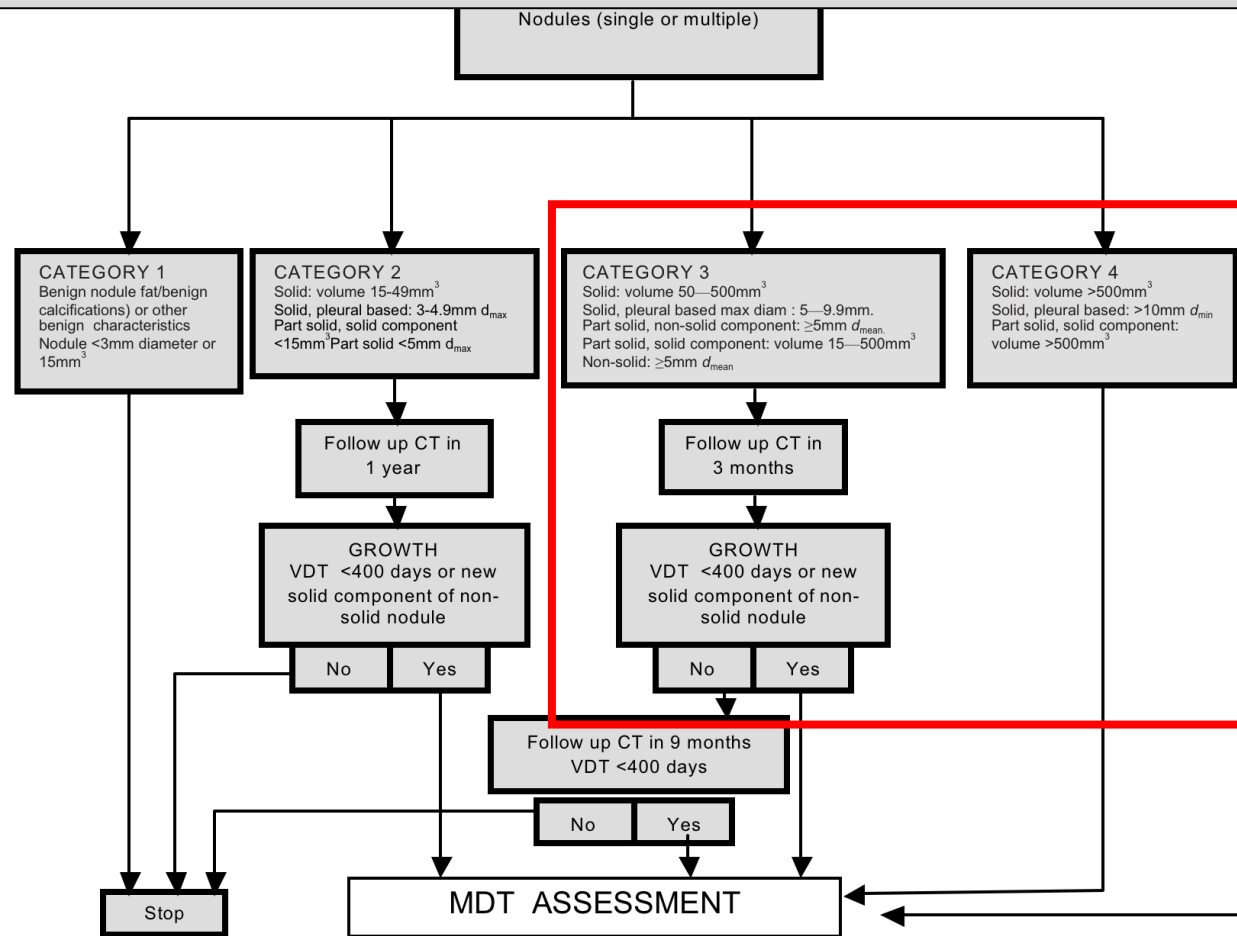 Nodules (single or multiple)
CATEGORY 1
Benign nodule fat/benign
calcifications) or other
benign characteristics
Nodule <3mm diameter or
15mm³
CATEGORY 2
Solid: volume 15-49mm³
Solid, pleural based: 3-4.9mm dmax
Part solid, solid component
<15mm³Part solid <5mm dmax
CATEGORY 3
Solid: volume 50—500mm³
Solid, pleural based max diam : 5—9.9mm.
Part solid, non-solid component: ≥5mm dmean.
Part solid, solid component: volume 15—500mm³
Non-solid: ≥5mm dmean
CATEGORY 4
Solid: volume >500mm³
Solid, pleural based: >10mm dmin
Part solid, solid component:
volume >500mm³
Follow up CT in
1 year
Follow up CT in
3 months
GROWTH
VDT <400 days or new
solid component of non-
solid nodule
No
Yes
GROWTH
VDT <400 days or new
solid component of non-
solid nodule
No
Yes
Follow up CT in 9 months
VDT <400 days
No
Yes
Stop
MDT ASSESSMENT